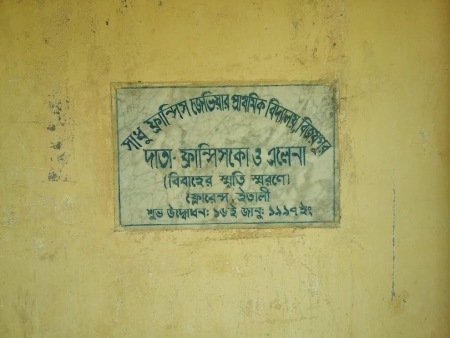 সাধু ফ্রান্সিস জেভিয়ার প্রাথমিক বিদ্যালয়, বিজয়পুর
দাতা- ফ্রান্সিসকো ও এলেনা
(বিবাহের স্মৃতি স্মরণে)
ফ্লোরেন্স, ইতালী
শুভ উদ্বোধন: ১৬ই জানু: ১৯৯৭ ইং